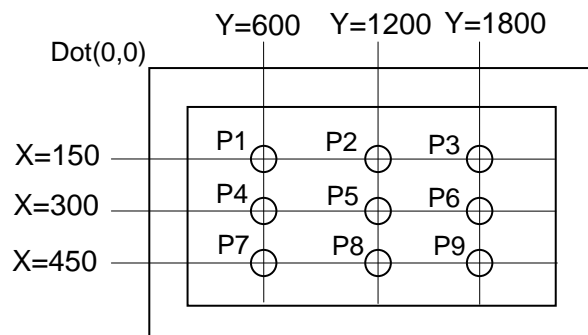 Y=600 Y=1200 Y=1800
Dot(0,0)
X=150 P1 P2 P3
X=300 P4 P5 P6
X=450 P7 P8 P9